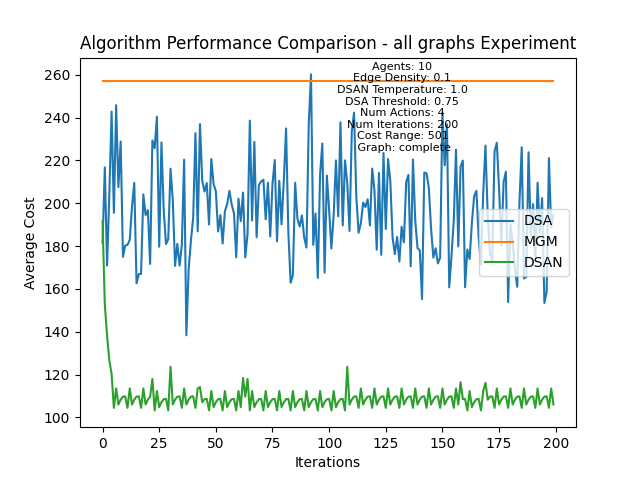 Algorithm Performance Comparison - all graphs Experiment
Agents: 10
Edge Density: 0.1
DSAN Temperature: 1.0
DSA Threshold: 0.75
Num Actions: 4
Num Iterations: 200
Cost Range: 501
Graph: complete
260
240
220
200
180
160
140
120
100
Average Cost
DSA
MGM
DSAN
0
25
50
75
100
125
150
175
200
Iterations